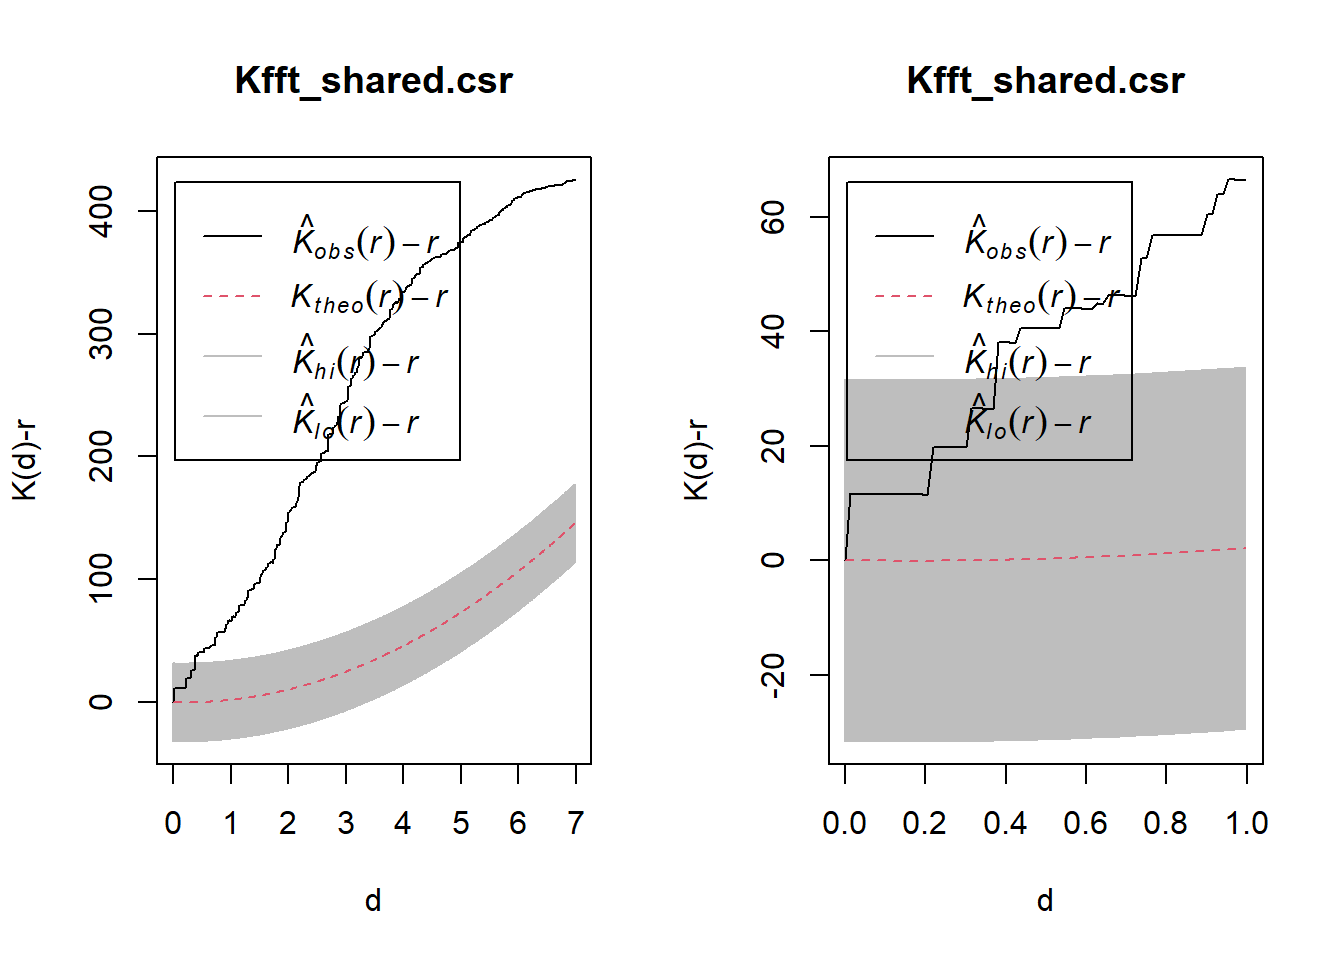 Kfft_shared.csr
K(d)-r
400
300
200
100
0
K̂obs(r) − r
Ktheo(r) − r
K̂hi(r) − r
K̂lo(r) − r
0 1 2 3 4 5 6 7
d
Kfft_shared.csr
K(d)-r
60
40
20
0
-20
K̂obs(r) − r
Ktheo(r) − r
K̂hi(r) − r
K̂lo(r) − r
0.0 0.2 0.4 0.6 0.8 1.0
d